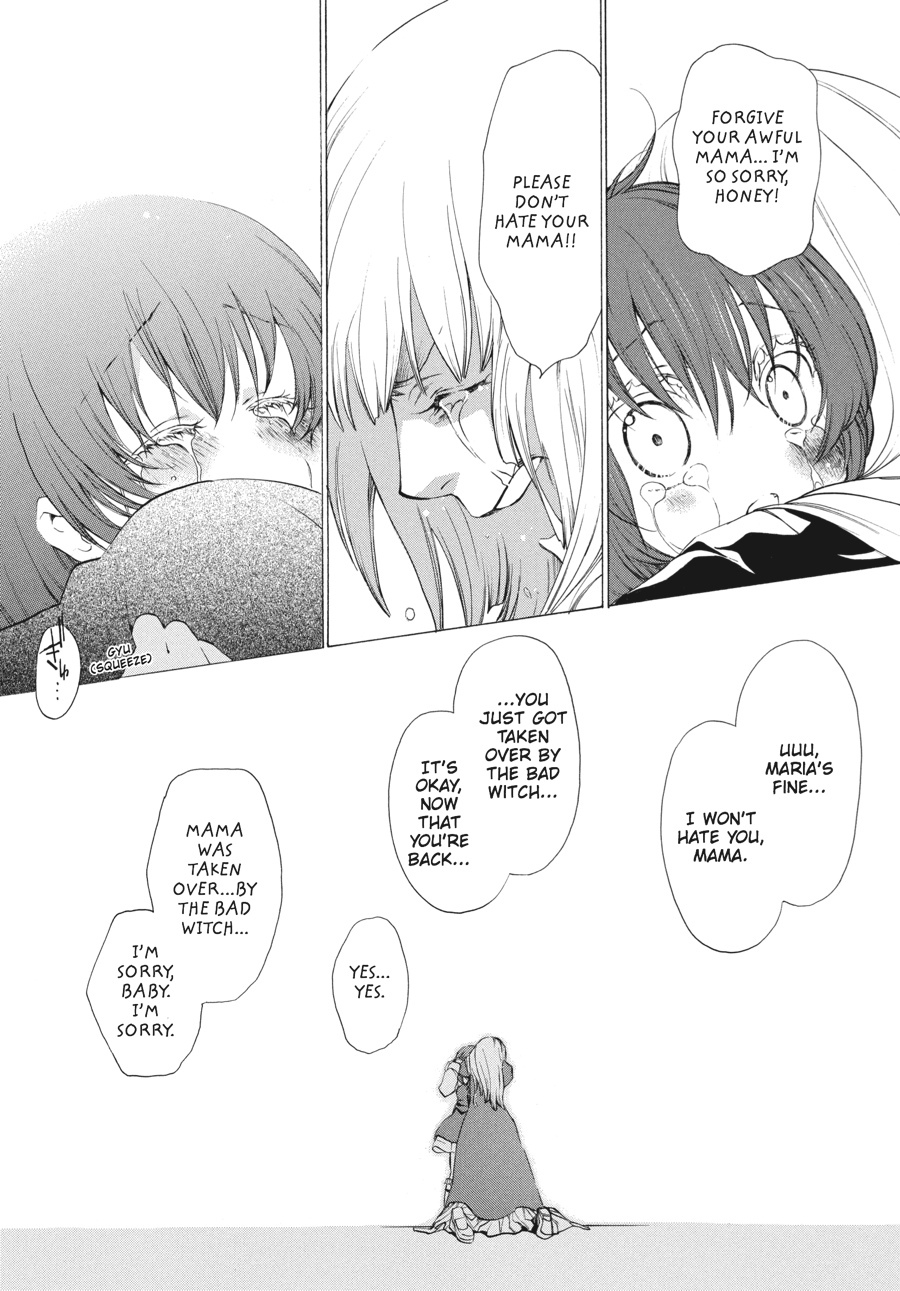 FORGIVE
YOUR AWFUL
MAMA... I'M
SO SORRY,
HONEY!
PLEASE
DON'T
HATE YOUR
MAMA!!
ギュ
...
GYU
(SQUEEZE)
UUU,
MARIA'S
FINE...
I WON'T
HATE YOU,
MAMA.
...YOU
JUST GOT
TAKEN
OVER BY
THE BAD
WITCH...
IT'S
OKAY,
NOW
THAT
YOU'RE
BACK...
YES...
YES.
MAMA
WAS
TAKEN
OVER...BY
THE BAD
WITCH...
I'M
SORRY,
BABY.
I'M
SORRY.